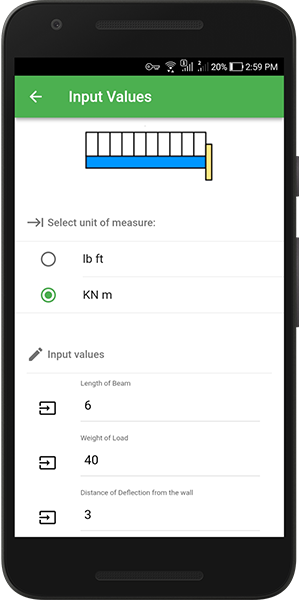 20% 2:59 PM
Input Values
Select unit of measure:
lb ft
KN m
Input values
Length of Beam
6
Weight of Load
40
Distance of Deflection from the wall
3